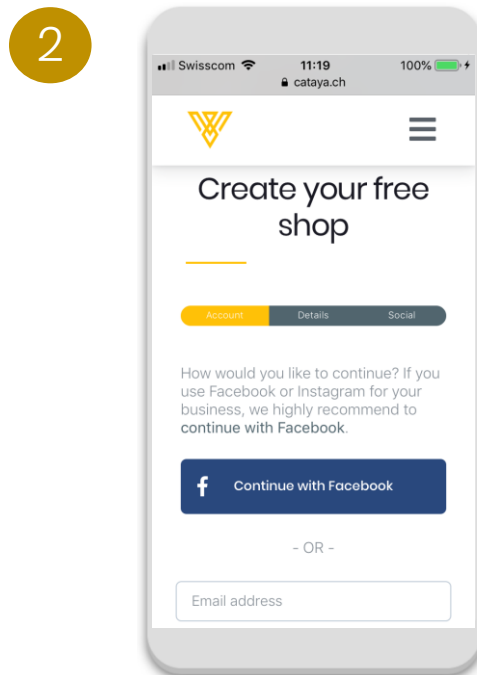 2
Swisscom 11:19 100%
cataya.ch
Create your free
shop
Account Details Social
How would you like to continue? If you
use Facebook or Instagram for your
business, we highly recommend to
continue with Facebook.
f Continue with Facebook
- OR -
Email address